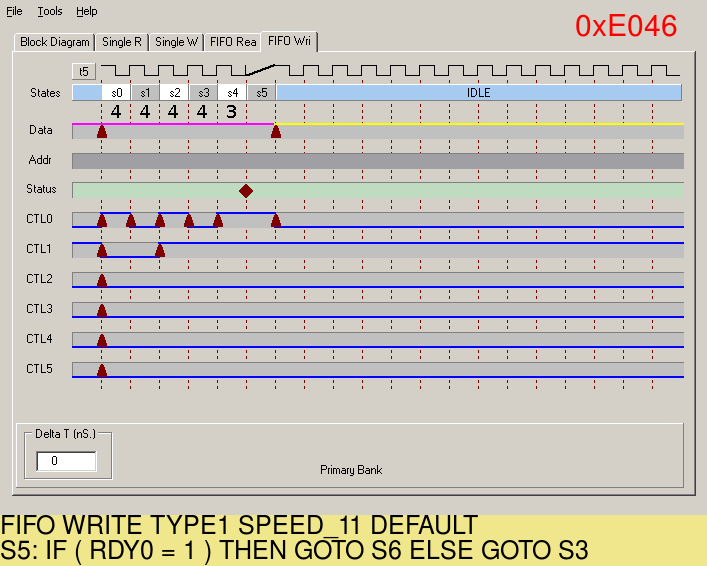 File Tools Help
0xE046
Block Diagram Single R Single W FIFO Rea FIFO Wri
t5
States s0 s1 s2 s3 s4 s5 IDLE
4 4 4 4 3
Data
Addr
Status
CTL0
CTL1
CTL2
CTL3
CTL4
CTL5
Delta T (nS.)
0
Primary Bank
FIFO WRITE TYPE1 SPEED_11 DEFAULT
S5: IF ( RDY0 = 1 ) THEN GOTO S6 ELSE GOTO S3